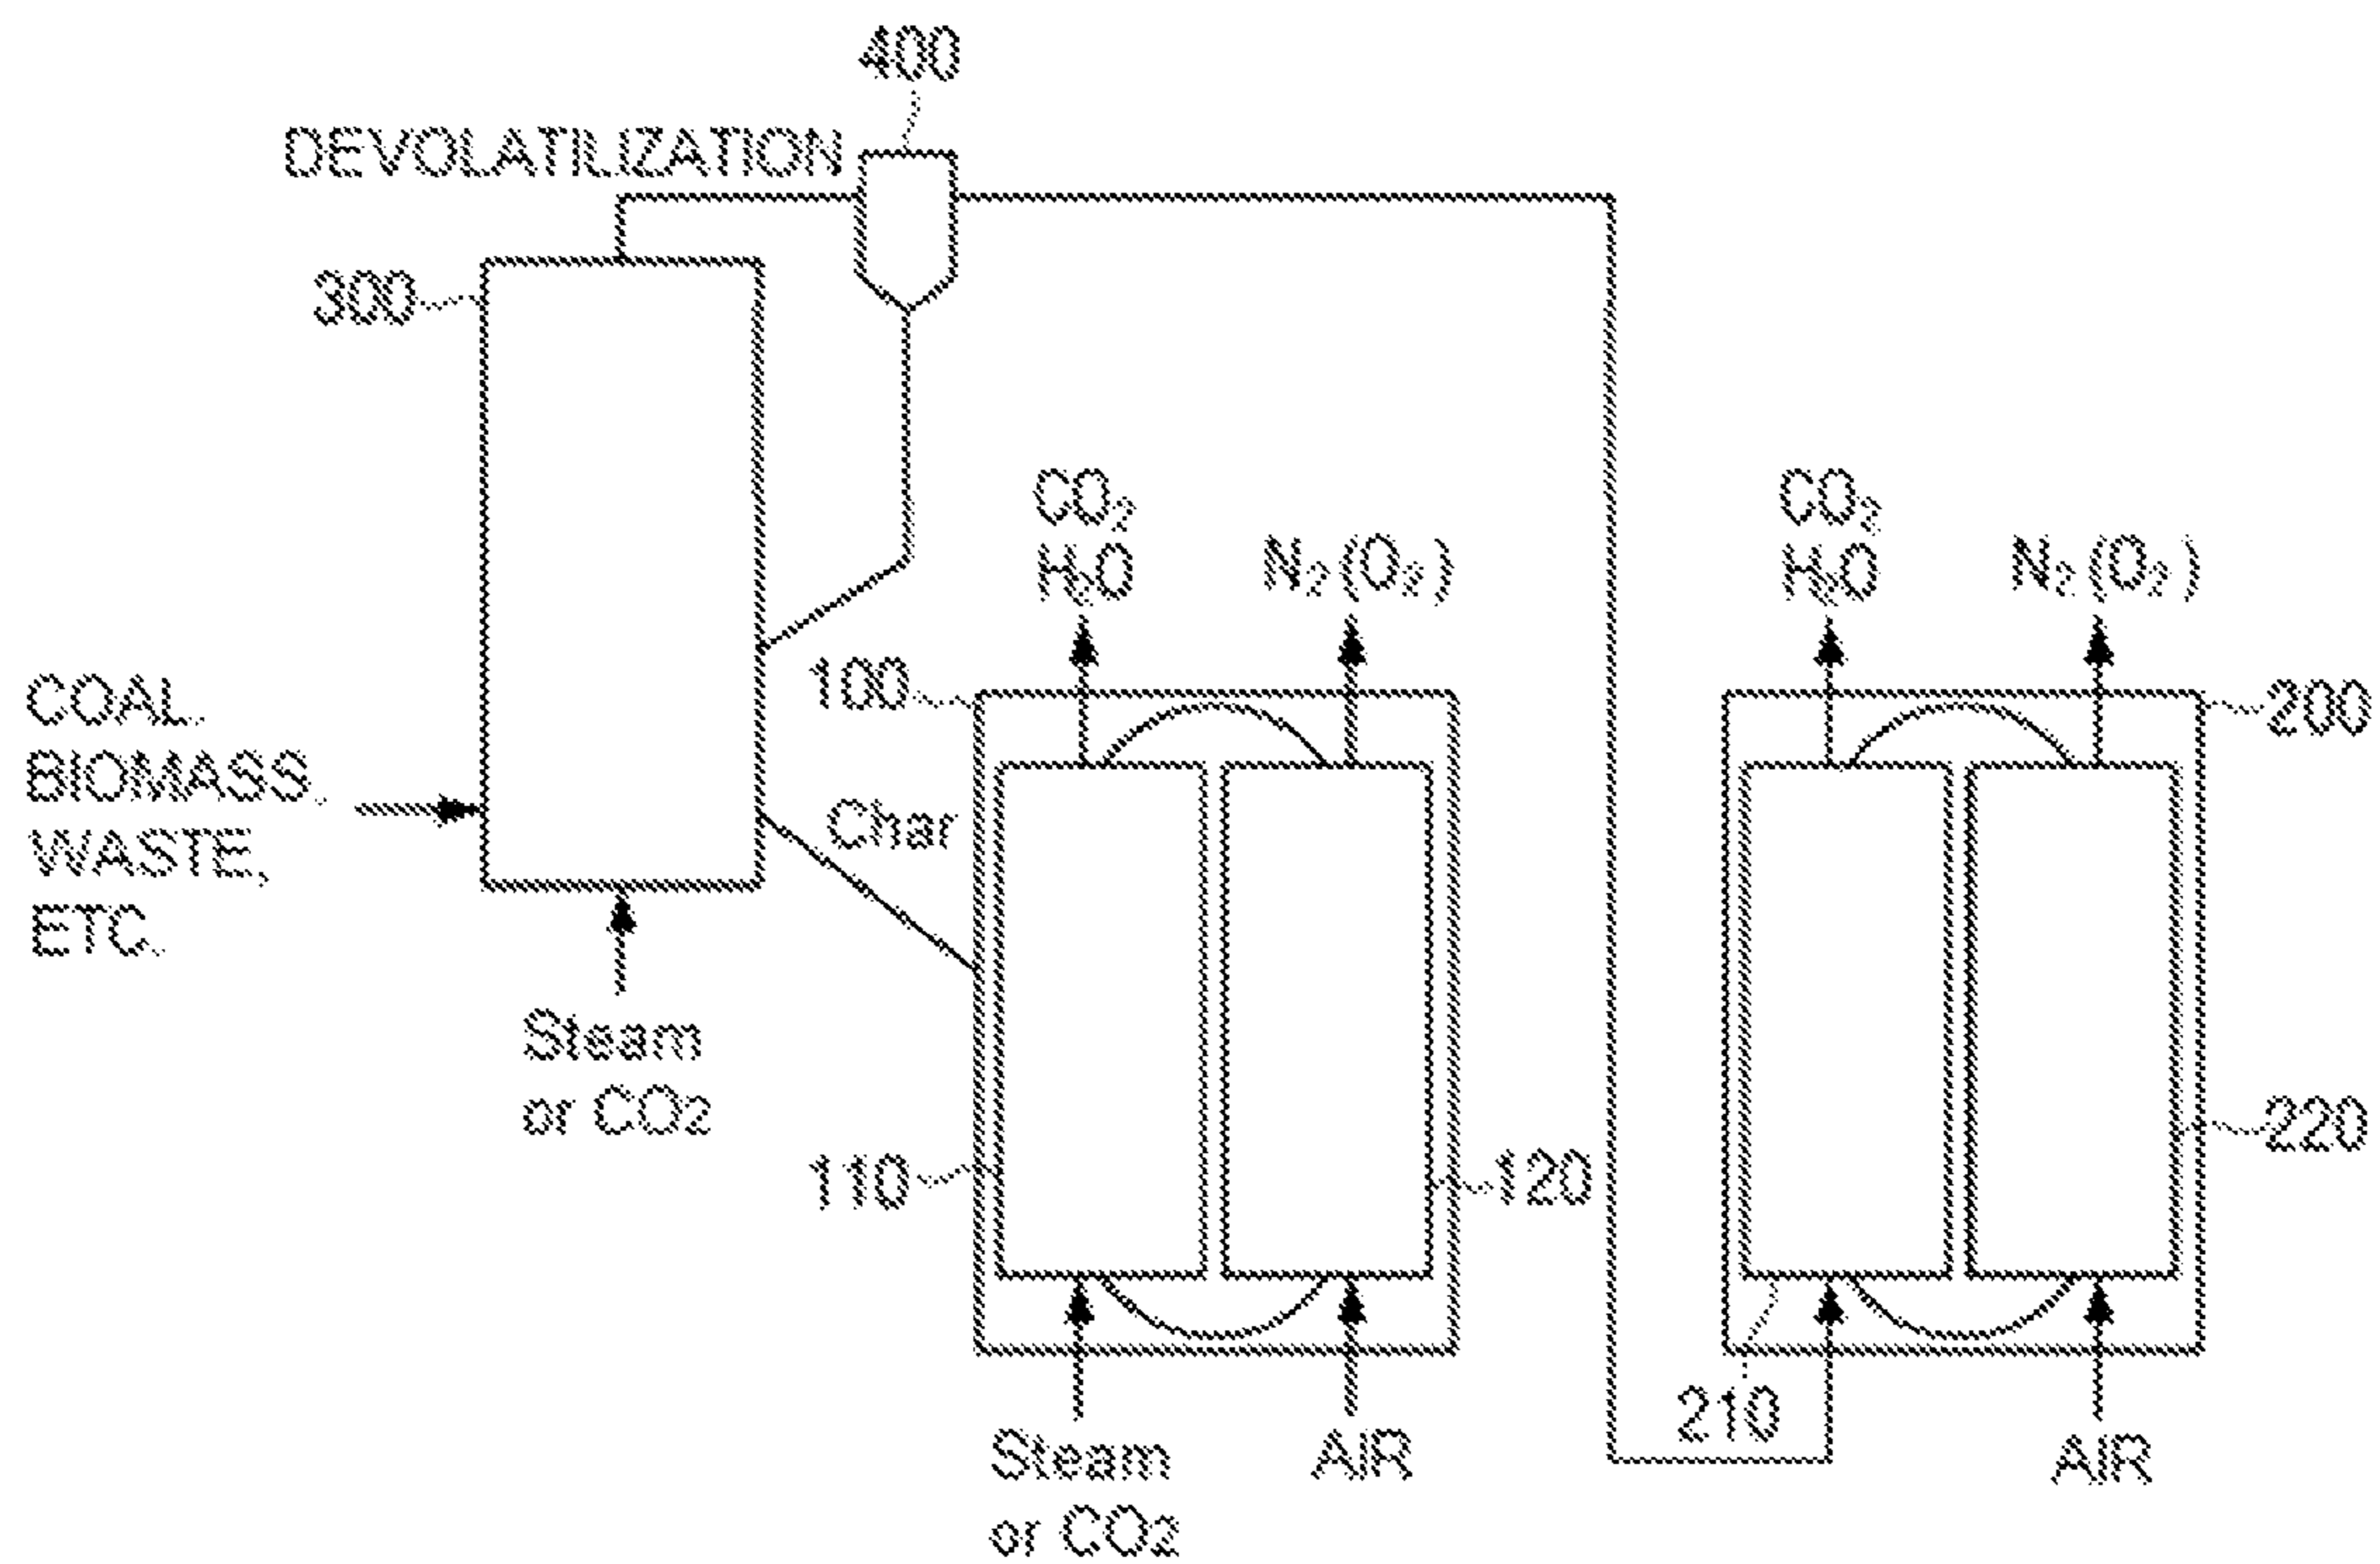 400
DEVOLATILIZATION
300
CO₂
H₂O
N₂(O₂)
CO₂
H₂O
N₂(O₂)
100
200
COAL.
BIOMASS.
WASTE,
ETC.
Char
Steam
or CO2
110
120
220
210
Steam
or CO2
AIR
AIR